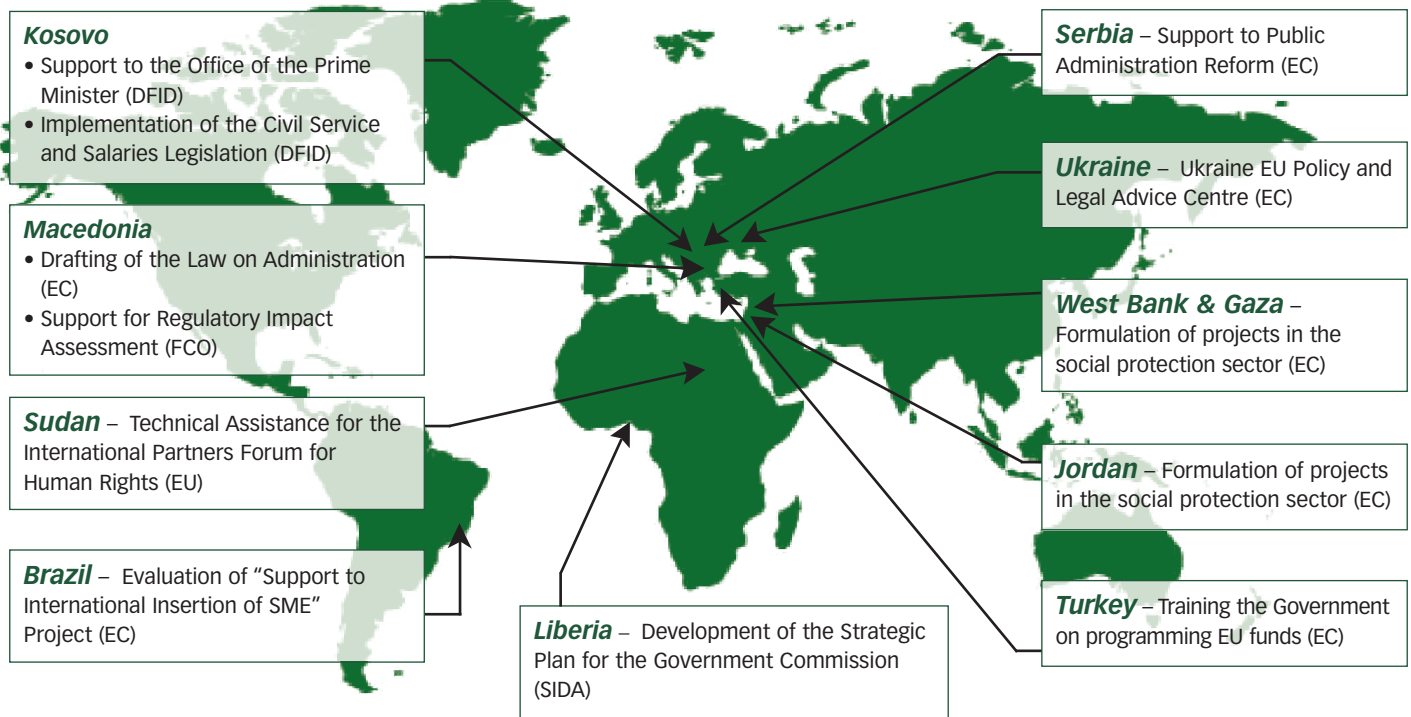 Kosovo
• Support to the Office of the Prime
Minister (DFID)
• Implementation of the Civil Service
and Salaries Legislation (DFID)
Macedonia
• Drafting of the Law on Administration
(EC)
• Support for Regulatory Impact
Assessment (FCO)
Sudan – Technical Assistance for the
International Partners Forum for
Human Rights (EU)
Brazil – Evaluation of “Support to
International Insertion of SME”
Project (EC)
Liberia – Development of the Strategic
Plan for the Government Commission
(SIDA)
Serbia – Support to Public
Administration Reform (EC)
Ukraine – Ukraine EU Policy and
Legal Advice Centre (EC)
West Bank & Gaza –
Formulation of projects in the
social protection sector (EC)
Jordan – Formulation of projects
in the social protection sector (EC)
Turkey – Training the Government
on programming EU funds (EC)